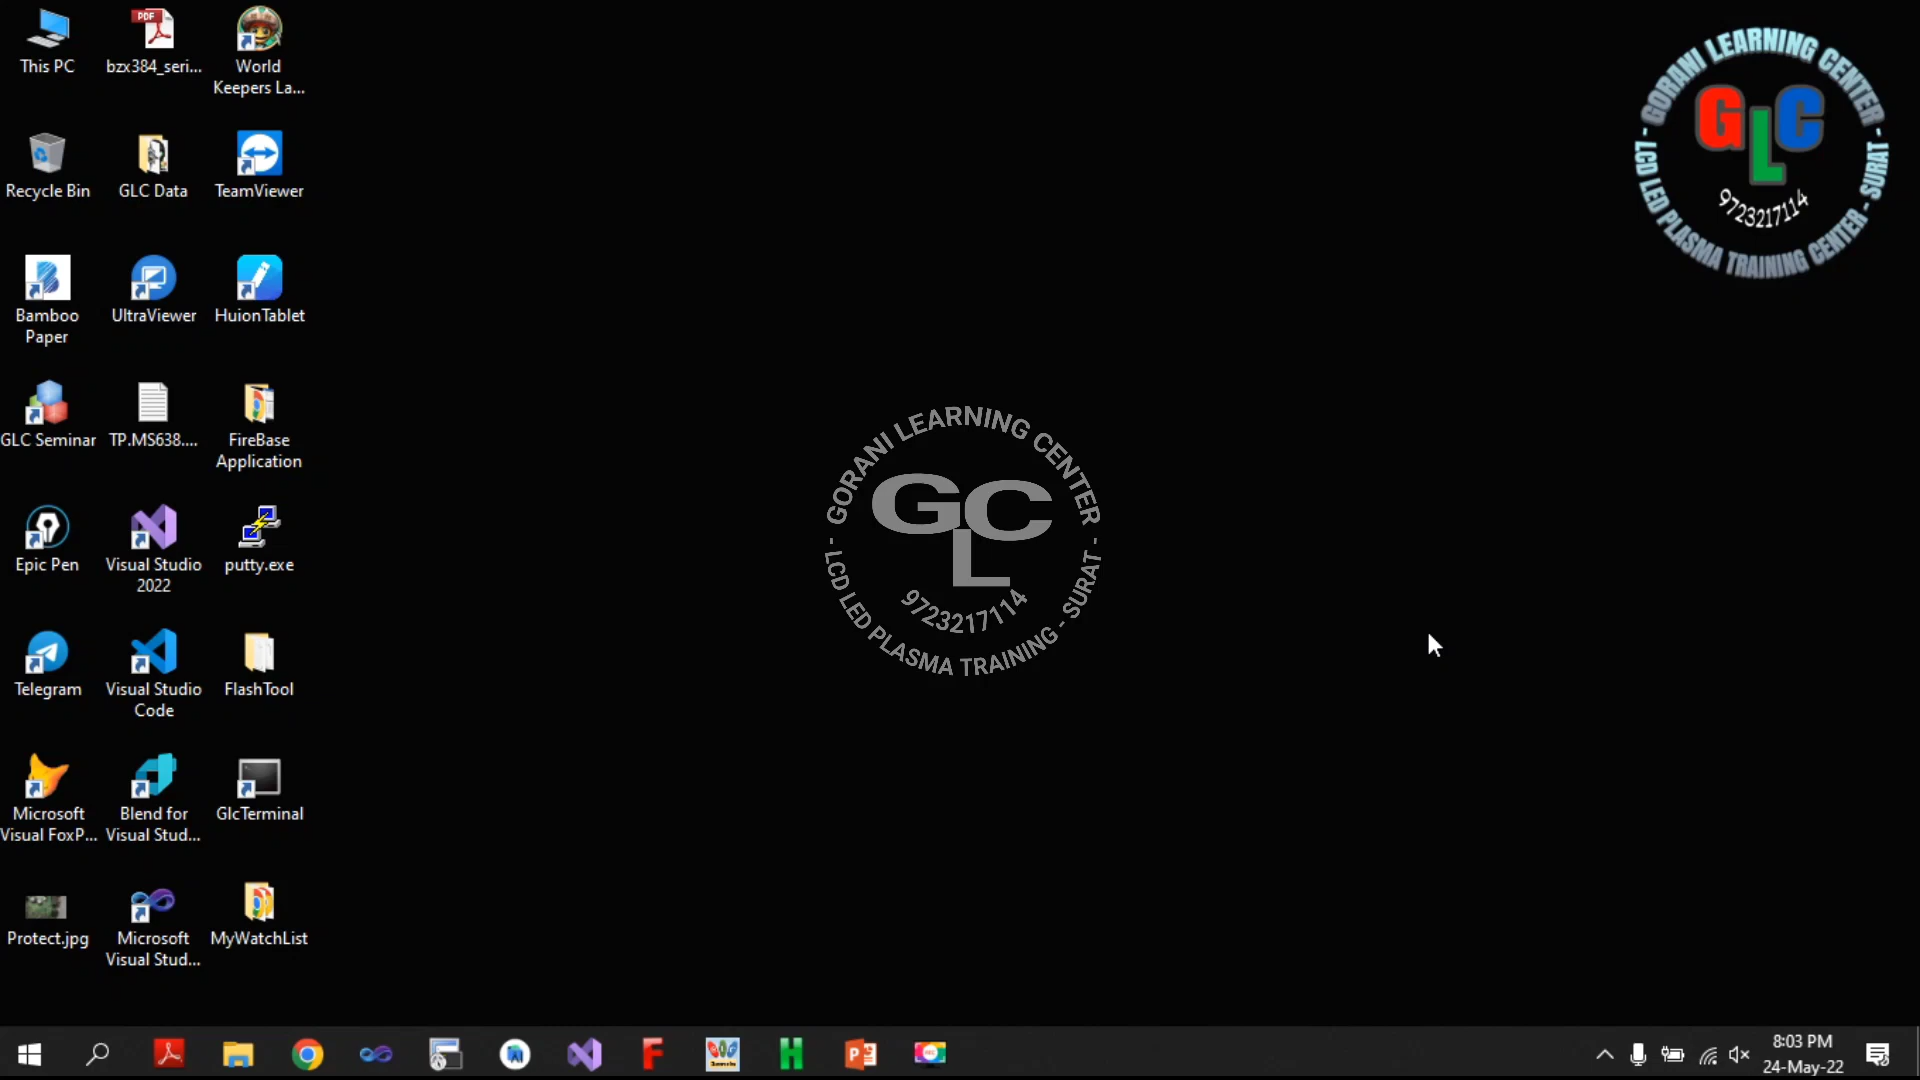 This PC
bzx384_seri...
World
Keepers La...
Recycle Bin
GLC Data
TeamViewer
Bamboo
Paper
UltraViewer
HuionTablet
GLC Seminar
TP.MS638....
FireBase
Application
Epic Pen
Visual Studio
2022
putty.exe
Telegram
Visual Studio
Code
FlashTool
Microsoft
Visual FoxP...
Blend for
Visual Stud...
GlcTerminal
Protect.jpg
Microsoft
Visual Stud...
MyWatchList
GORANI LEARNING CENTER
GLC
9723217114
- LCD LED PLASMA TRAINING - SURAT -
- GORANI LEARNING CENTER -
GLC
9723217114
LCD LED PLASMA TRAINING CENTER - SURAT
8:03 PM
24-May-22